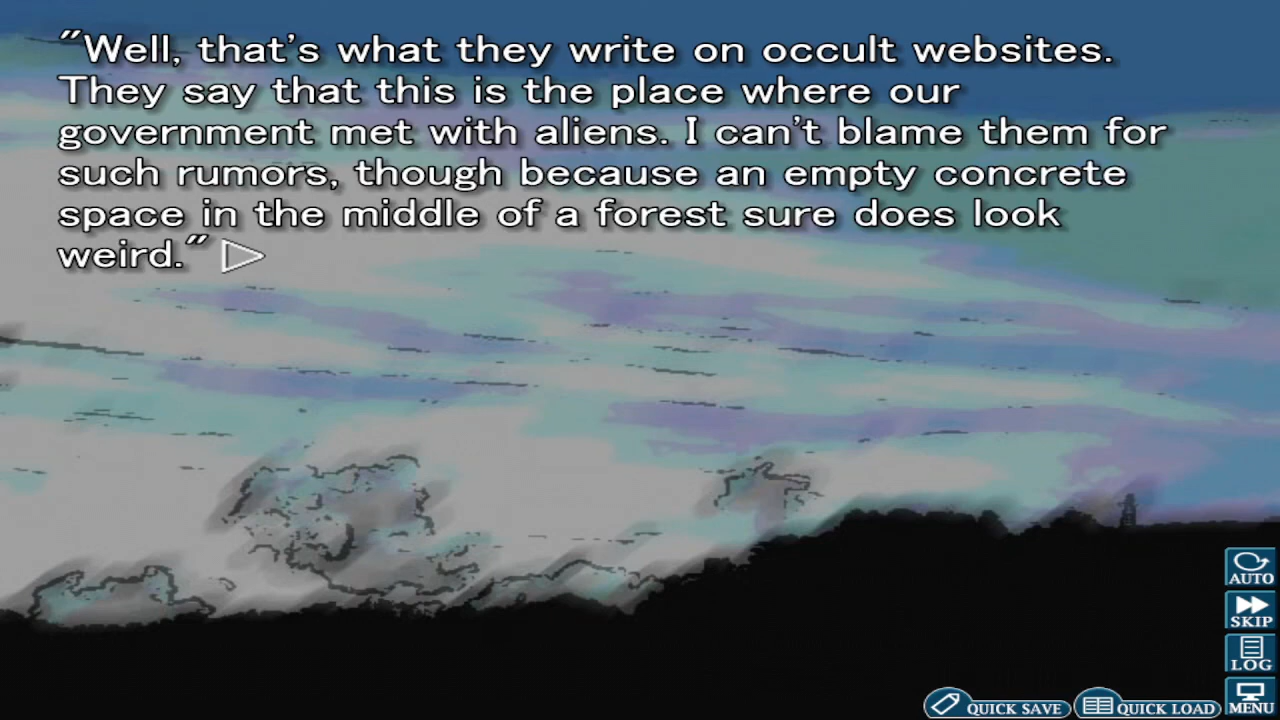 "Well, that's what they write on occult websites.
They say that this is the place where our
government met with aliens. I can't blame them for
such rumors, though because an empty concrete
space in the middle of a forest sure does look
weird."
AUTO
SKIP
LOG
QUICK SAVE
QUICK LOAD
MENU